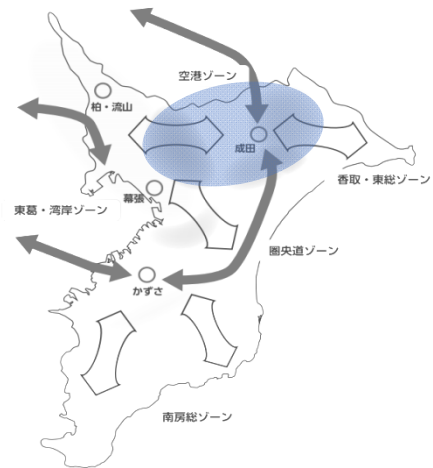 空港ゾーン
柏・流山
成田
香取・東総ゾーン
幕張
東葛・湾岸ゾーン
圏央道ゾーン
かずさ
南房総ゾーン